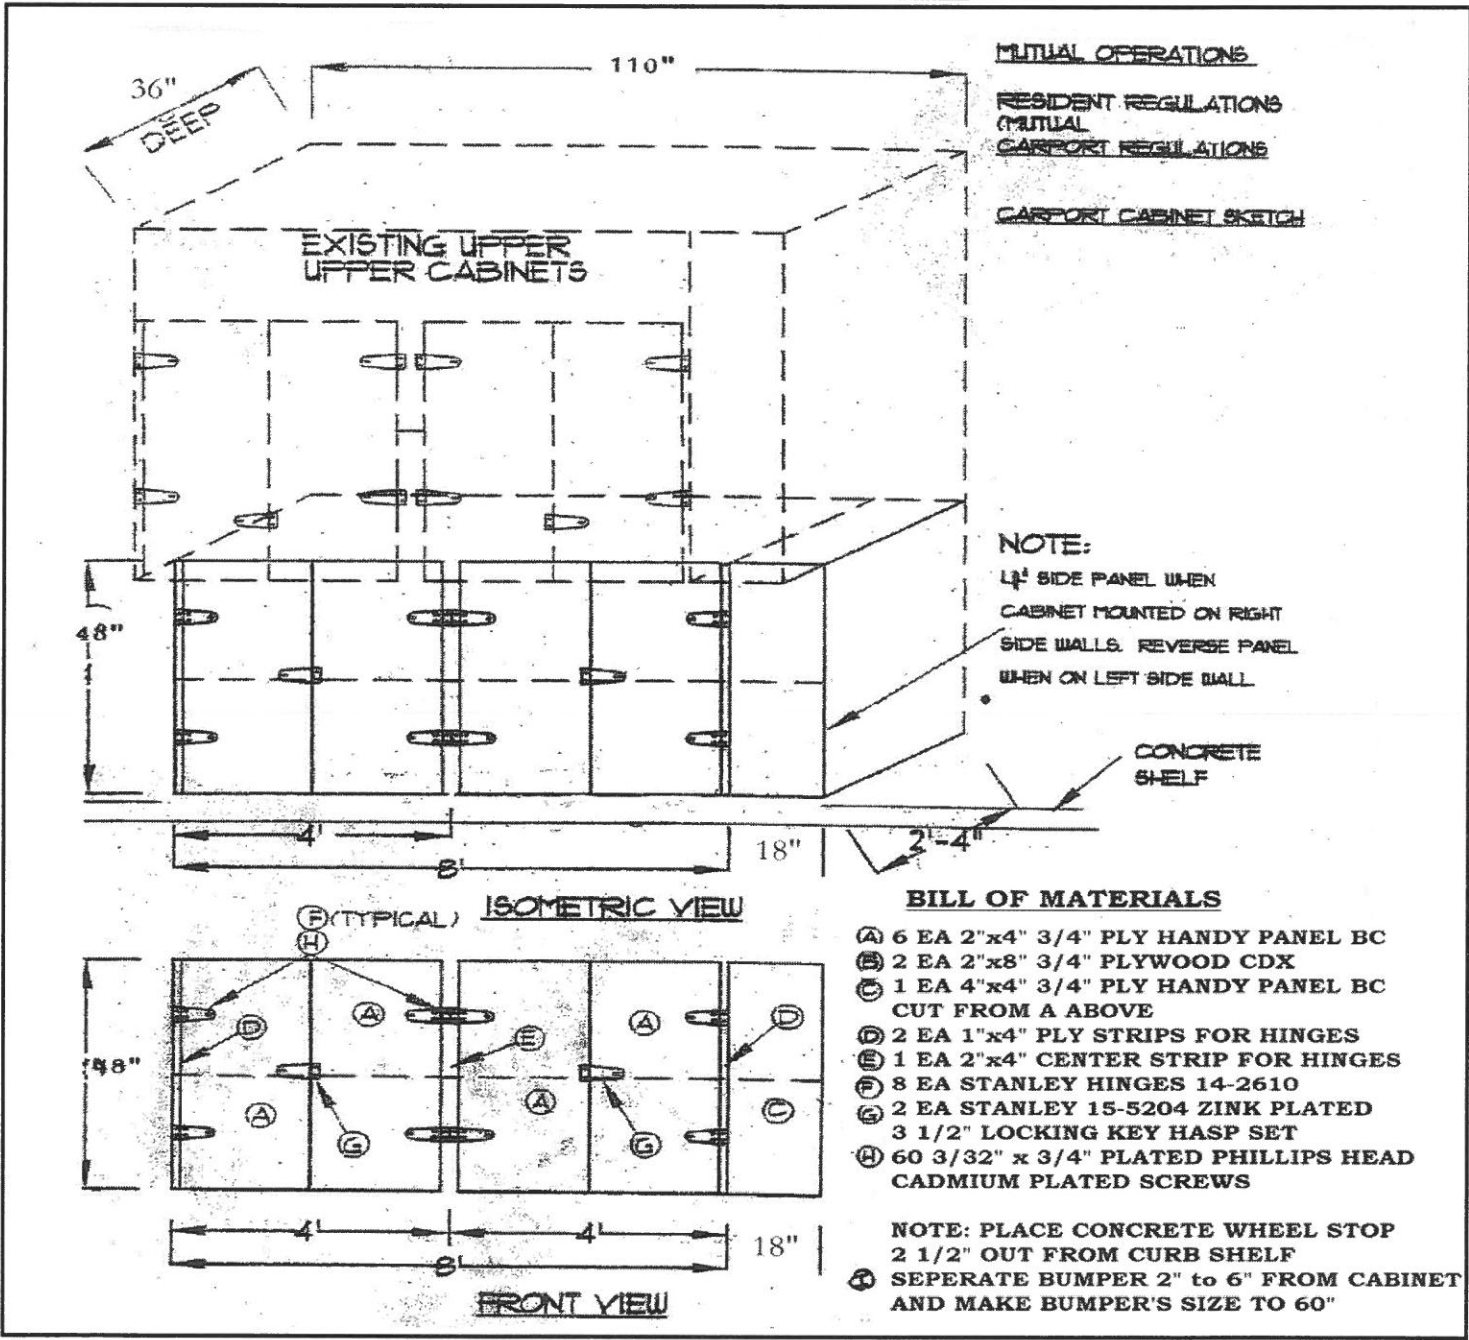 110"
36"
DEEP
MUTUAL OPERATIONS
RESIDENT REGULATIONS
(MUTUAL
CARPORT REGULATIONS
CARPORT CABINET SKETCH
EXISTING UPPER
UPPER CABINETS
48"
NOTE:
SIDE PANEL WHEN
CABINET MOUNTED ON RIGHT
SIDE WALLS. REVERSE PANEL
WHEN ON LEFT SIDE WALL
CONCRETE
SHELF
4'
8'
18"
2'-4"
ISOMETRIC VIEW
F (TYPICAL)
H
A
D
E
A
D
A
A
C
G
G
48"
4'
4'
8'
18"
FRONT VIEW
BILL OF MATERIALS
A 6 EA 2"x4" 3/4" PLY HANDY PANEL BC
B 2 EA 2"x8" 3/4" PLYWOOD CDX
C 1 EA 4"x4" 3/4" PLY HANDY PANEL BC
CUT FROM A ABOVE
D 2 EA 1"x4" PLY STRIPS FOR HINGES
E 1 EA 2"x4" CENTER STRIP FOR HINGES
F 8 EA STANLEY HINGES 14-2610
G 2 EA STANLEY 15-5204 ZINK PLATED
3 1/2" LOCKING KEY HASP SET
H 60 3/32" x 3/4" PLATED PHILLIPS HEAD
CADMIUM PLATED SCREWS
NOTE: PLACE CONCRETE WHEEL STOP
2 1/2" OUT FROM CURB SHELF
SEPERATE BUMPER 2" to 6" FROM CABINET
AND MAKE BUMPER'S SIZE TO 60"